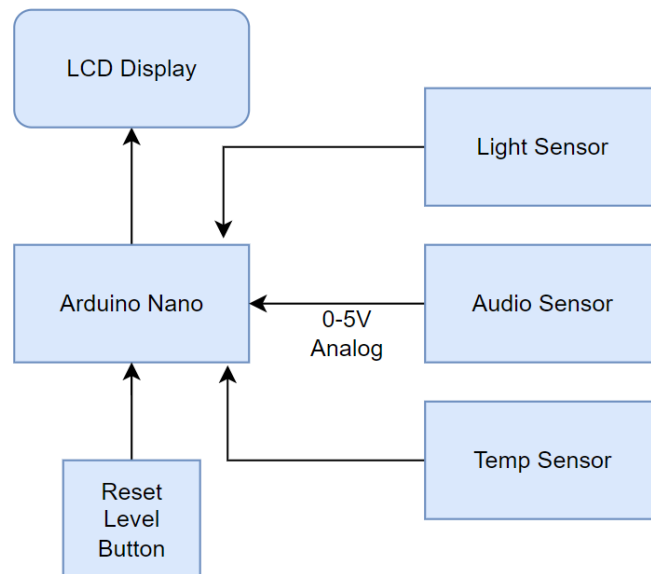 LCD Display
Light Sensor
Arduino Nano
0-5V
Analog
Audio Sensor
Temp Sensor
Reset
Level
Button